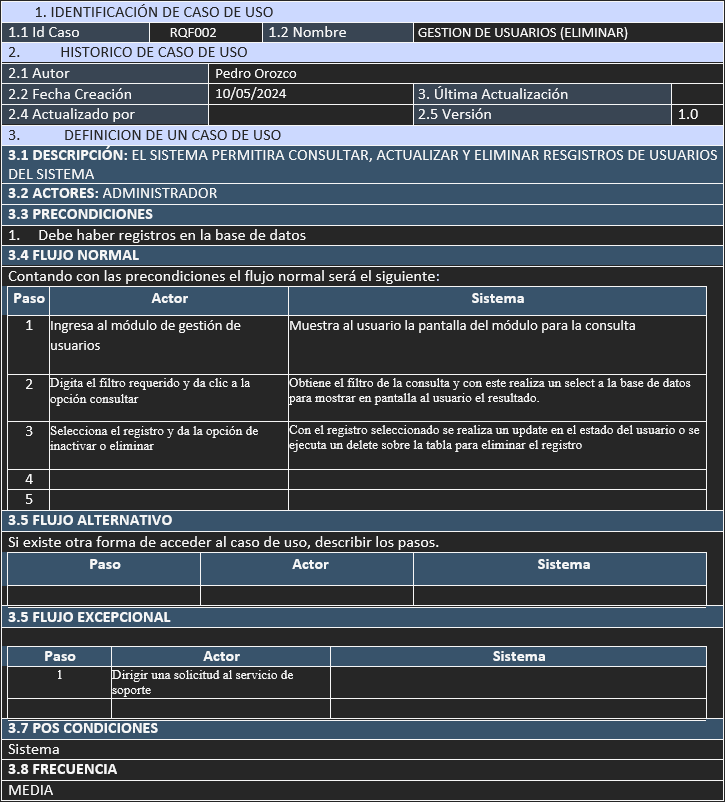 1. IDENTIFICACIÓN DE CASO DE USO
1.1 Id Caso RQF002 1.2 Nombre GESTION DE USUARIOS (ELIMINAR)
2. HISTORICO DE CASO DE USO
2.1 Autor Pedro Orozco
2.2 Fecha Creación 10/05/2024 3. Última Actualización
2.4 Actualizado por 2.5 Versión 1.0
3. DEFINICION DE UN CASO DE USO
3.1 DESCRIPCIÓN: EL SISTEMA PERMITIRA CONSULTAR, ACTUALIZAR Y ELIMINAR RESGISTROS DE USUARIOS
DEL SISTEMA
3.2 ACTORES: ADMINISTRADOR
3.3 PRECONDICIONES
1. Debe haber registros en la base de datos
3.4 FLUJO NORMAL
Contando con las precondiciones el flujo normal será el siguiente:
Paso Actor Sistema
1 Ingresa al módulo de gestión de Muestra al usuario la pantalla del módulo para la consulta
usuarios
2 Digita el filtro requerido y da clic a la Obtiene el filtro de la consulta y con este realiza un select a la base de datos
opción consultar para mostrar en pantalla al usuario el resultado.
3 Selecciona el registro y da la opción de Con el registro seleccionado se realiza un update en el estado del usuario o se
inactivar o eliminar ejecuta un delete sobre la tabla para eliminar el registro
4
5
3.5 FLUJO ALTERNATIVO
Si existe otra forma de acceder al caso de uso, describir los pasos.
Paso Actor Sistema
3.5 FLUJO EXCEPCIONAL
Paso Actor Sistema
1 Dirigir una solicitud al servicio de
soporte
3.7 POS CONDICIONES
Sistema
3.8 FRECUENCIA
MEDIA